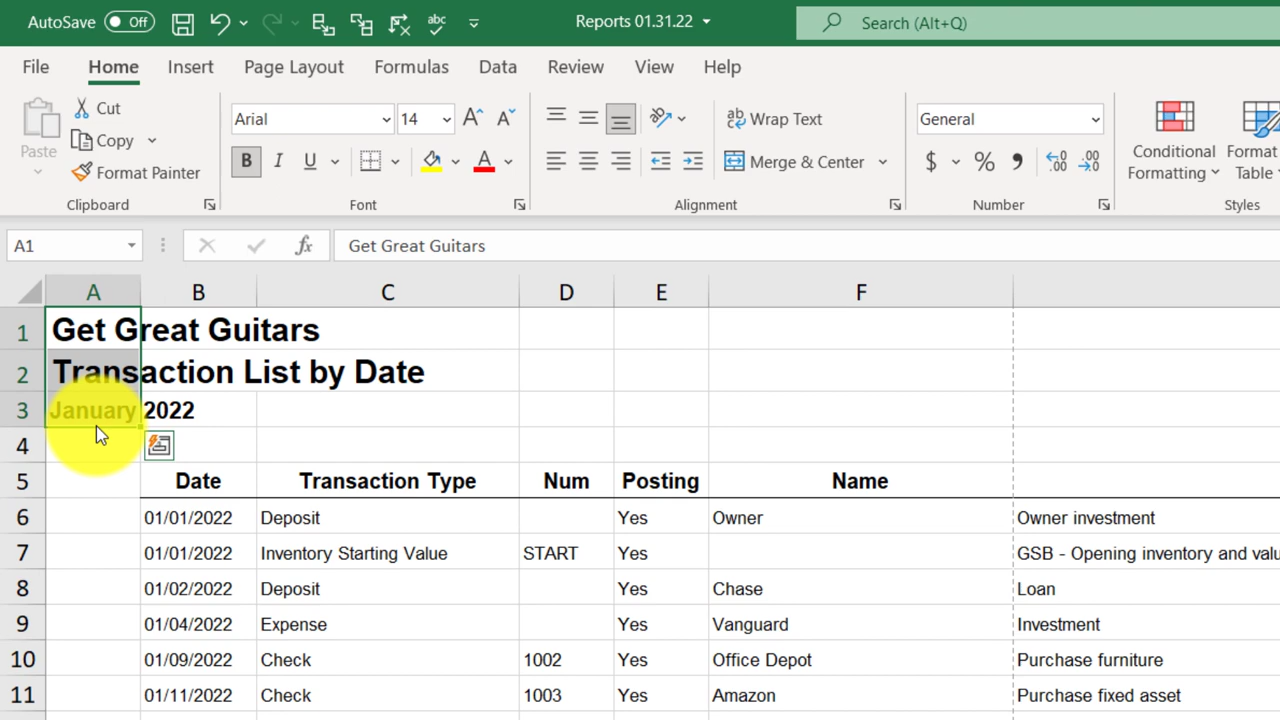 AutoSave Off abc Reports 01.31.22 Search (Alt+Q)
File Home Insert Page Layout Formulas Data Review View Help
Paste Cut Copy Format Painter
Clipboard
Arial 14 A A
B I U A
Font
ab Wrap Text
Merge & Center
Alignment
General
$ % , .00 .00
Number
Conditional Formatting Format Table
Styles
A1 fx Get Great Guitars
A B C D E F
1 Get Great Guitars
2 Transaction List by Date
3 January 2022
4
5 Date Transaction Type Num Posting Name
6 01/01/2022 Deposit Yes Owner Owner investment
7 01/01/2022 Inventory Starting Value START Yes GSB - Opening inventory and valu
8 01/02/2022 Deposit Yes Chase Loan
9 01/04/2022 Expense Yes Vanguard Investment
10 01/09/2022 Check 1002 Yes Office Depot Purchase furniture
11 01/11/2022 Check 1003 Yes Amazon Purchase fixed asset